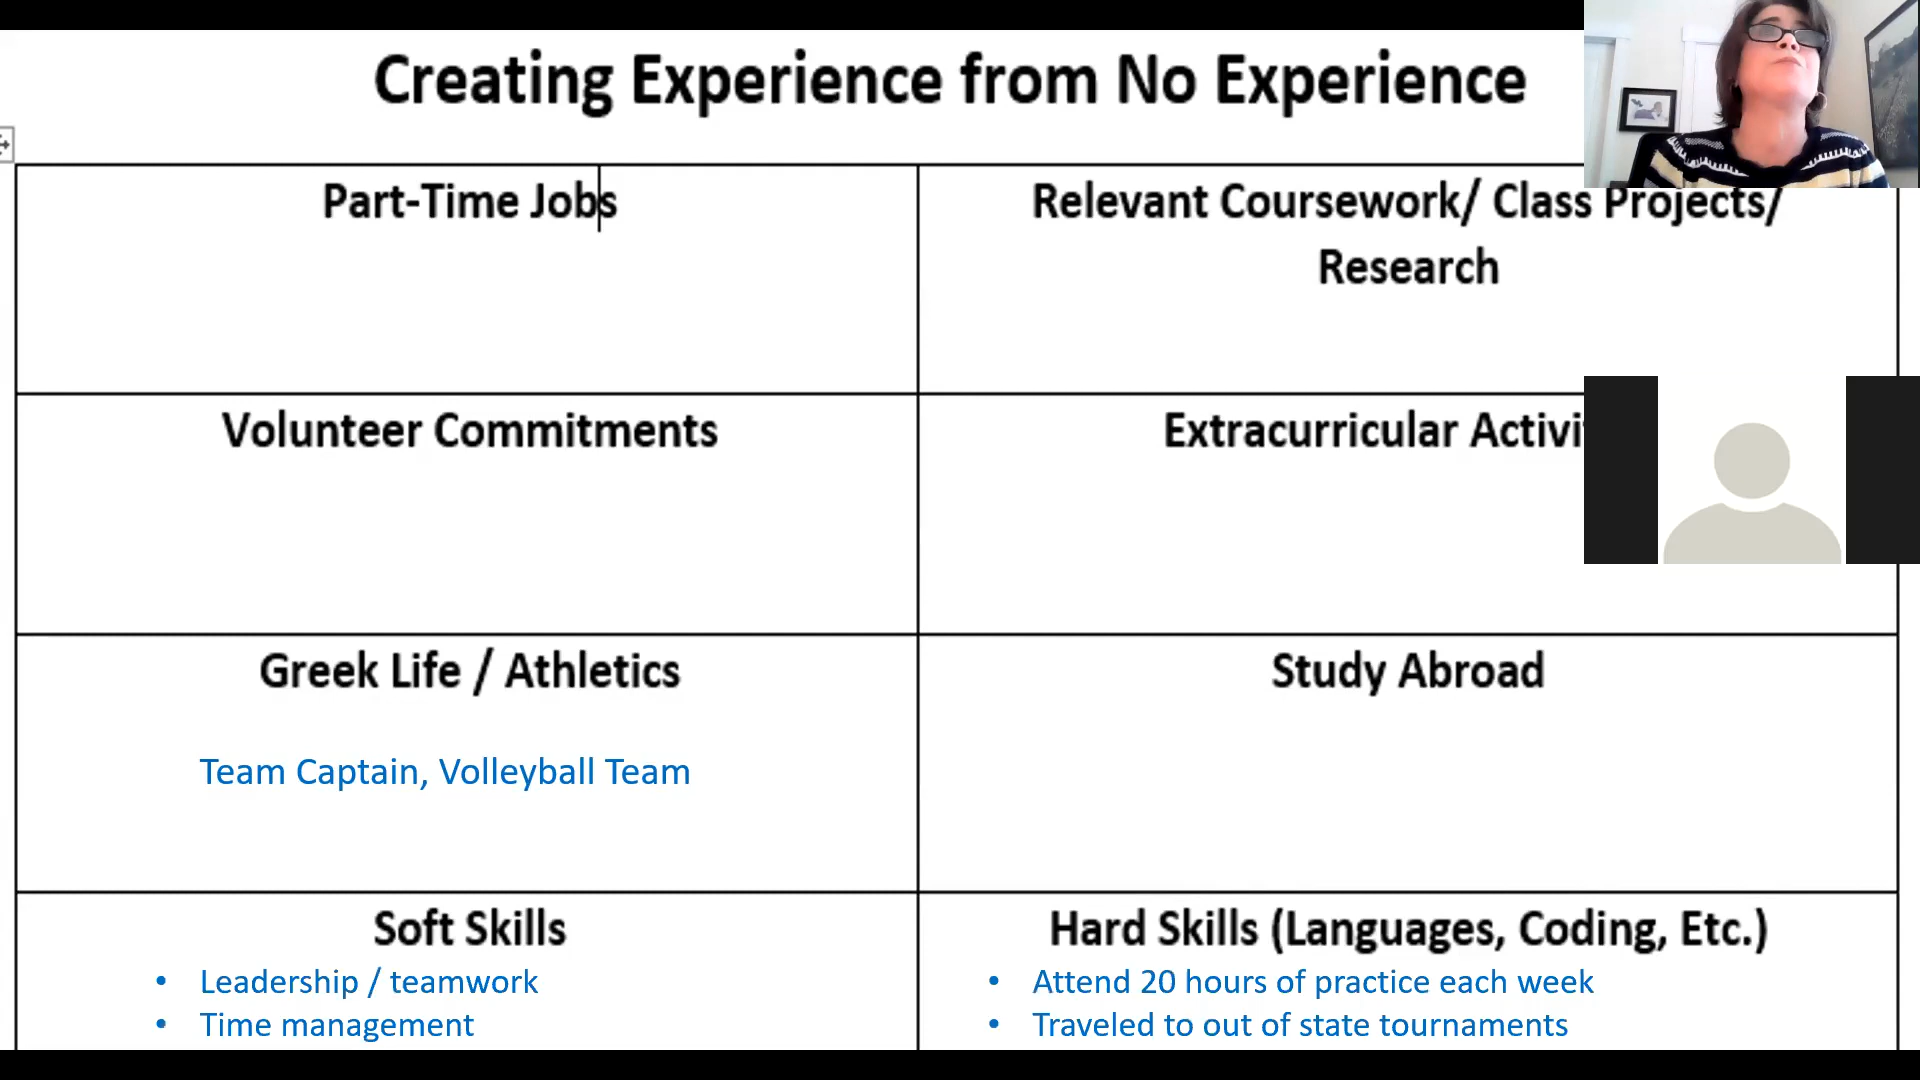 Creating Experience from No Experience
Part-Time Jobs
Relevant Coursework/ Class Projects/
Research
Volunteer Commitments
Extracurricular
Greek Life / Athletics
Team Captain, Volleyball Team
Study Abroad
Soft Skills
• Leadership / teamwork
• Time management
Hard Skills (Languages, Coding, Etc.)
• Attend 20 hours of practice each week
• Traveled to out of state tournaments